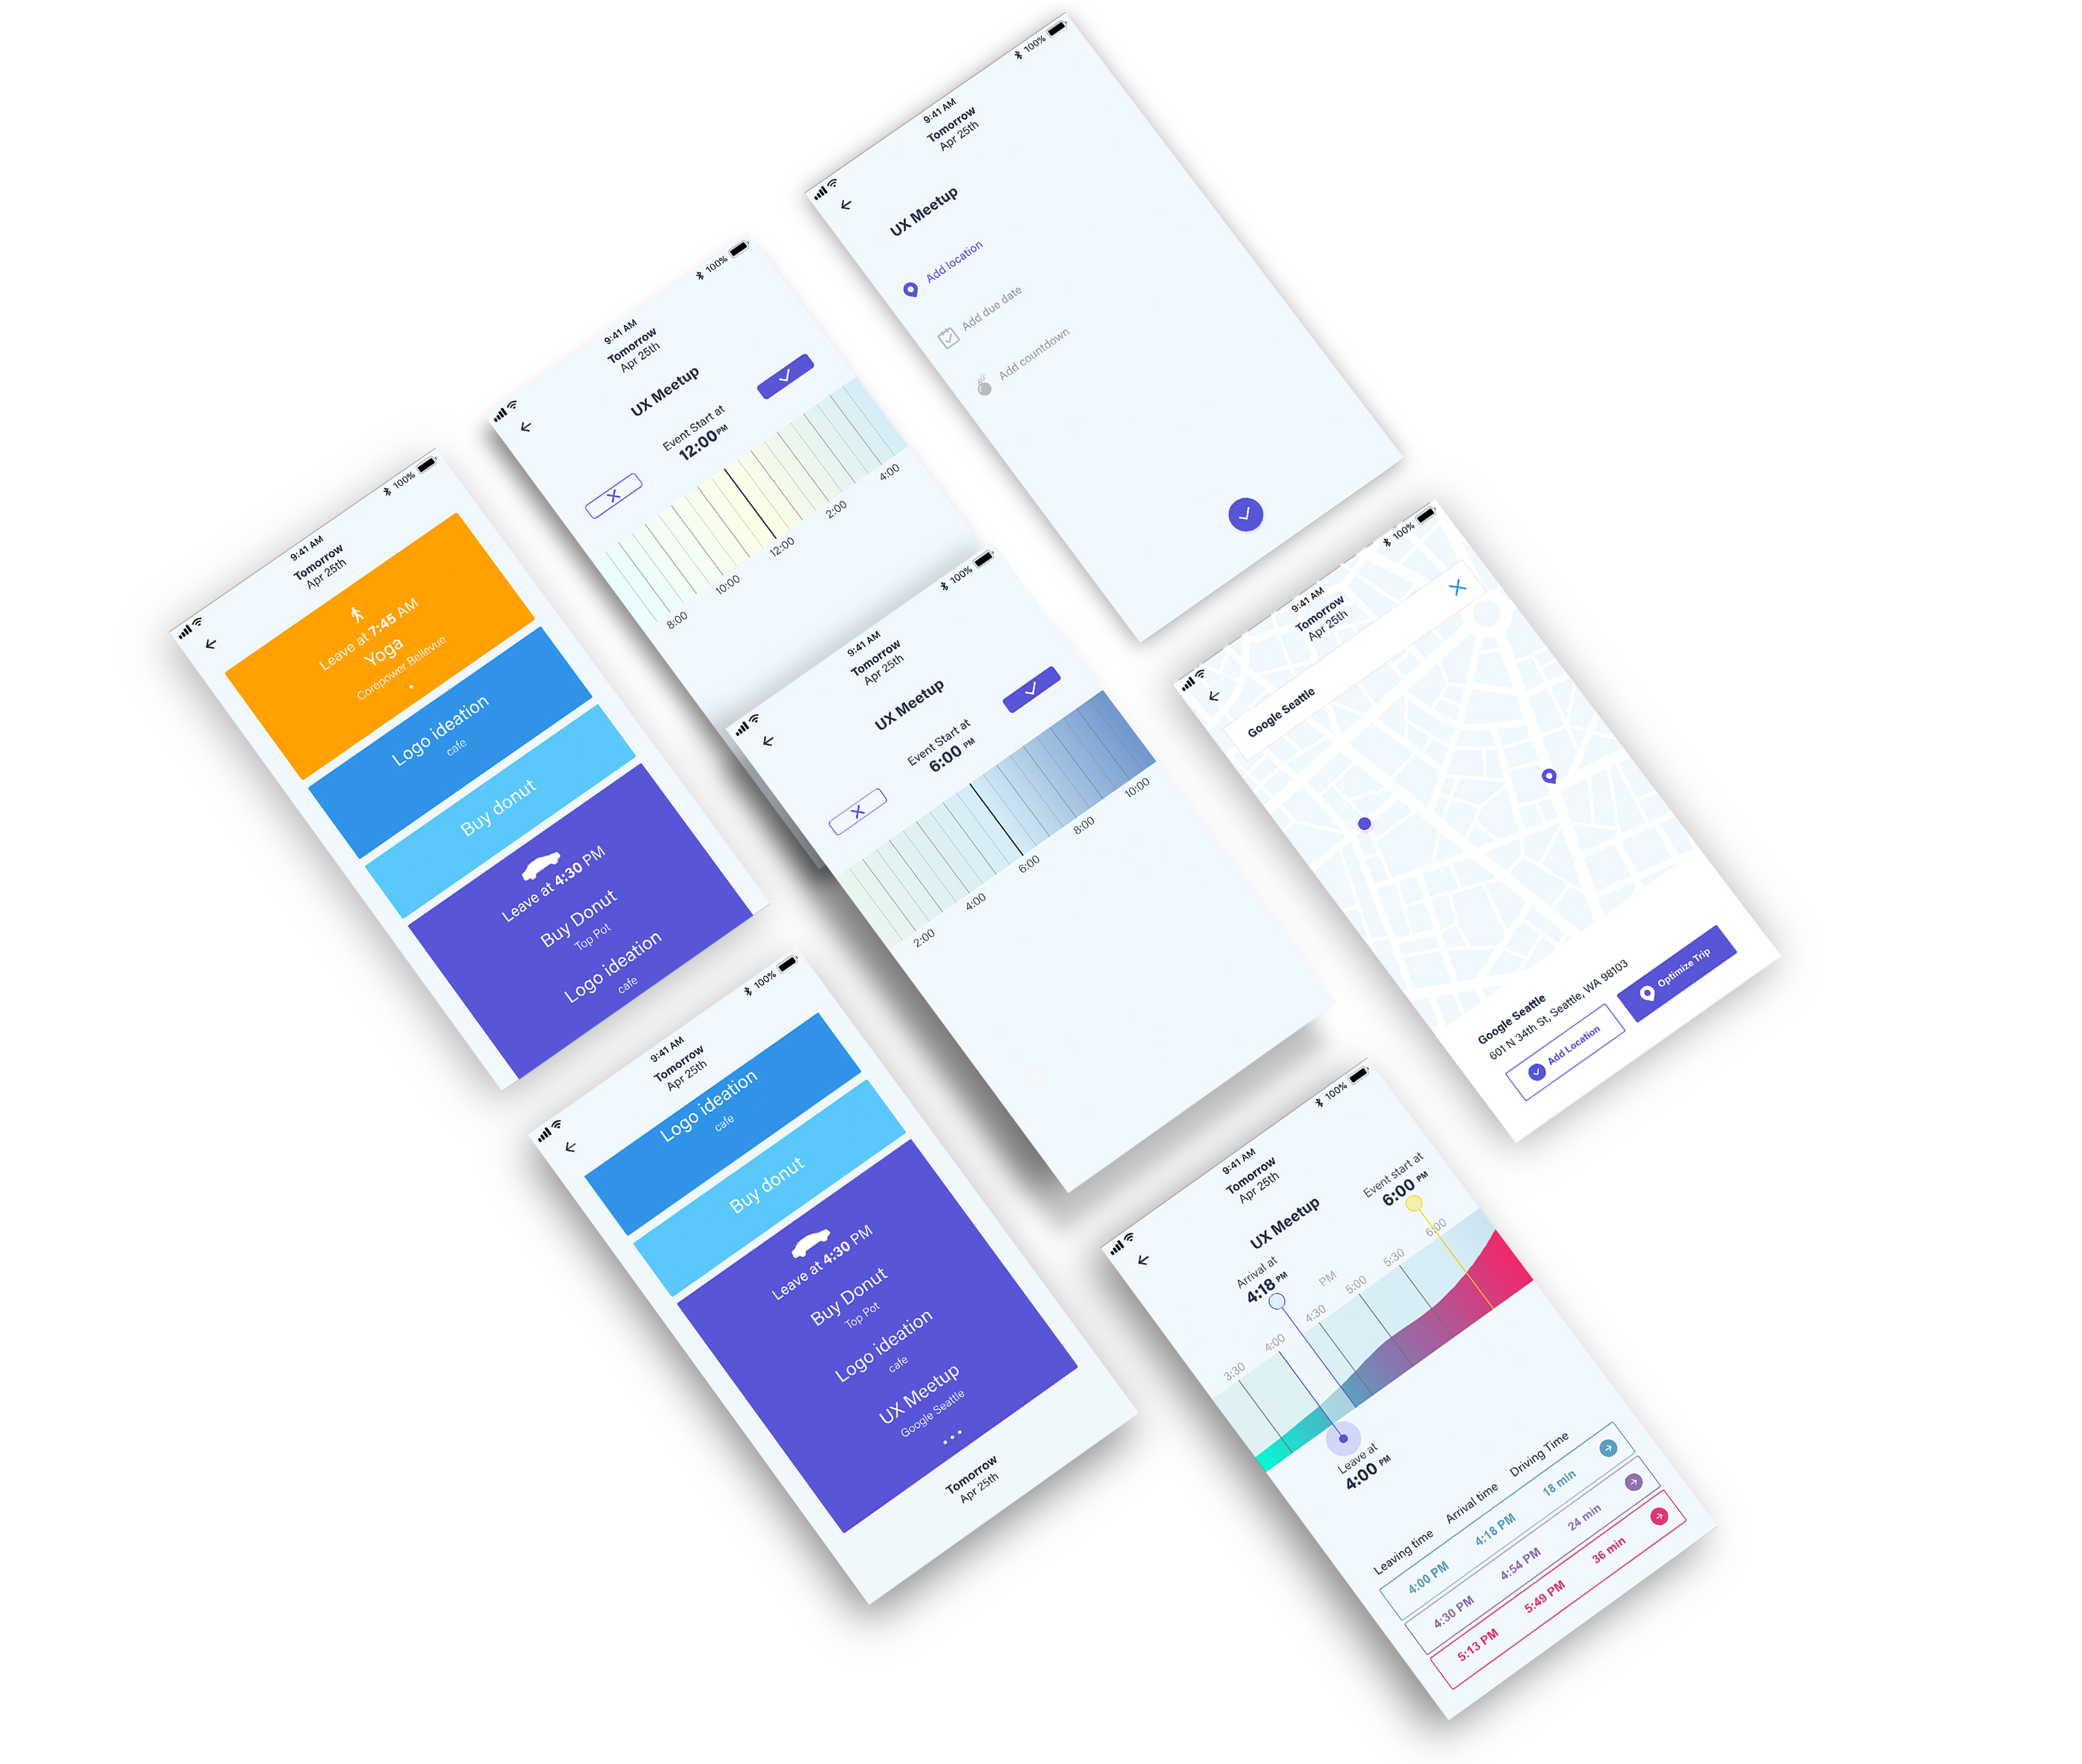 9:41 AM
100%
Tomorrow
Apr 25th
UX Meetup
Add location
Add due date
Add countdown
9:41 AM
100%
Tomorrow
Apr 25th
UX Meetup
Event Start at
12:00 PM
8:00
10:00
12:00
2:00
4:00
9:41 AM
100%
Tomorrow
Apr 25th
Leave at 7:45 AM
Yoga
Corepower Bellevue
Logo ideation
cafe
Buy donut
Leave at 4:30 PM
Buy Donut
Top Pot
Logo ideation
cafe
9:41 AM
100%
Tomorrow
Apr 25th
UX Meetup
Event Start at
6:00 PM
2:00
4:00
6:00
8:00
10:00
9:41 AM
100%
Tomorrow
Apr 25th
Google Seattle
Google Seattle
601 N 34th St, Seattle, WA 98103
Add Location
Optimize Trip
9:41 AM
100%
Tomorrow
Apr 25th
Logo ideation
cafe
Buy donut
Leave at 4:30 PM
Buy Donut
Top Pot
Logo ideation
cafe
UX Meetup
Google Seattle
Tomorrow
Apr 25th
9:41 AM
100%
Tomorrow
Apr 25th
UX Meetup
Event start at
6:00 PM
Arrival at
4:18 PM
PM
3:30
4:00
4:30
5:00
5:30
6:00
Leave at
4:00 PM
Leaving time Arrival time Driving Time
4:00 PM 4:18 PM 18 min
4:30 PM 4:54 PM 24 min
5:13 PM 5:49 PM 36 min